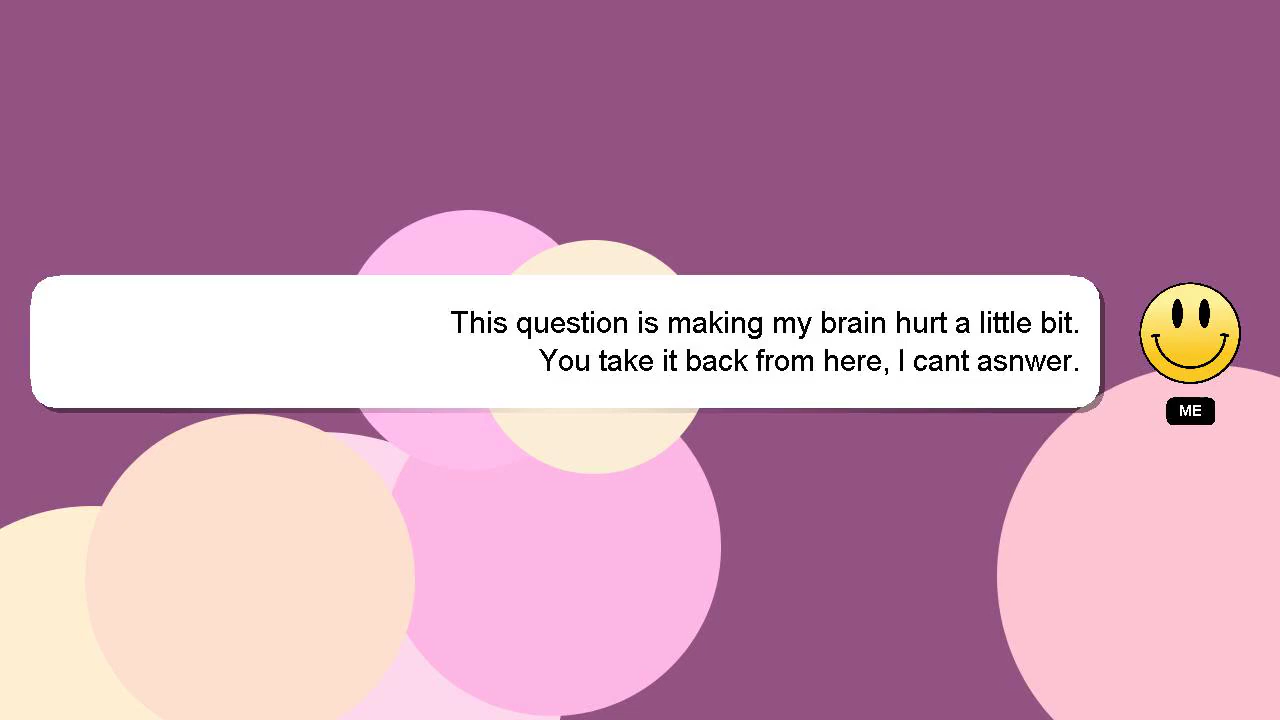 This question is making my brain hurt a little bit.
You take it back from here, I cant asnwer.
ME